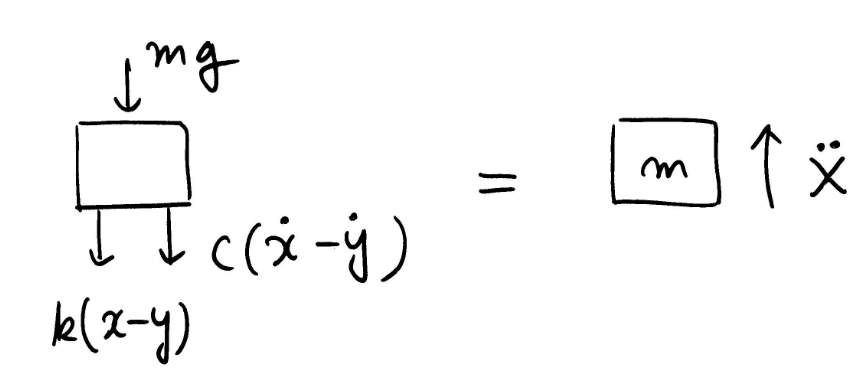 mg
= m ẍ
c(ẋ-ẏ)
k(x-y)